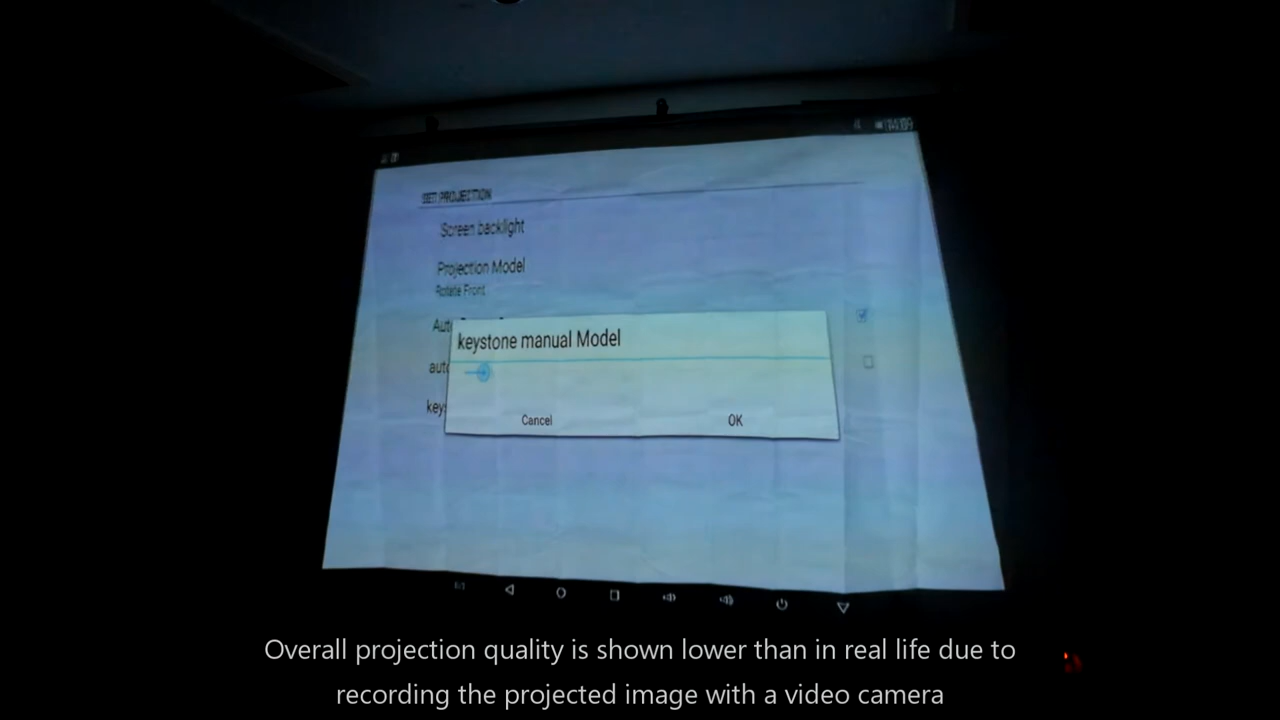 SET PROJECTION
Screen backlight
Projection Model
Rotate Front
keystone manual Model
Cancel
OK
Overall projection quality is shown lower than in real life due to
recording the projected image with a video camera